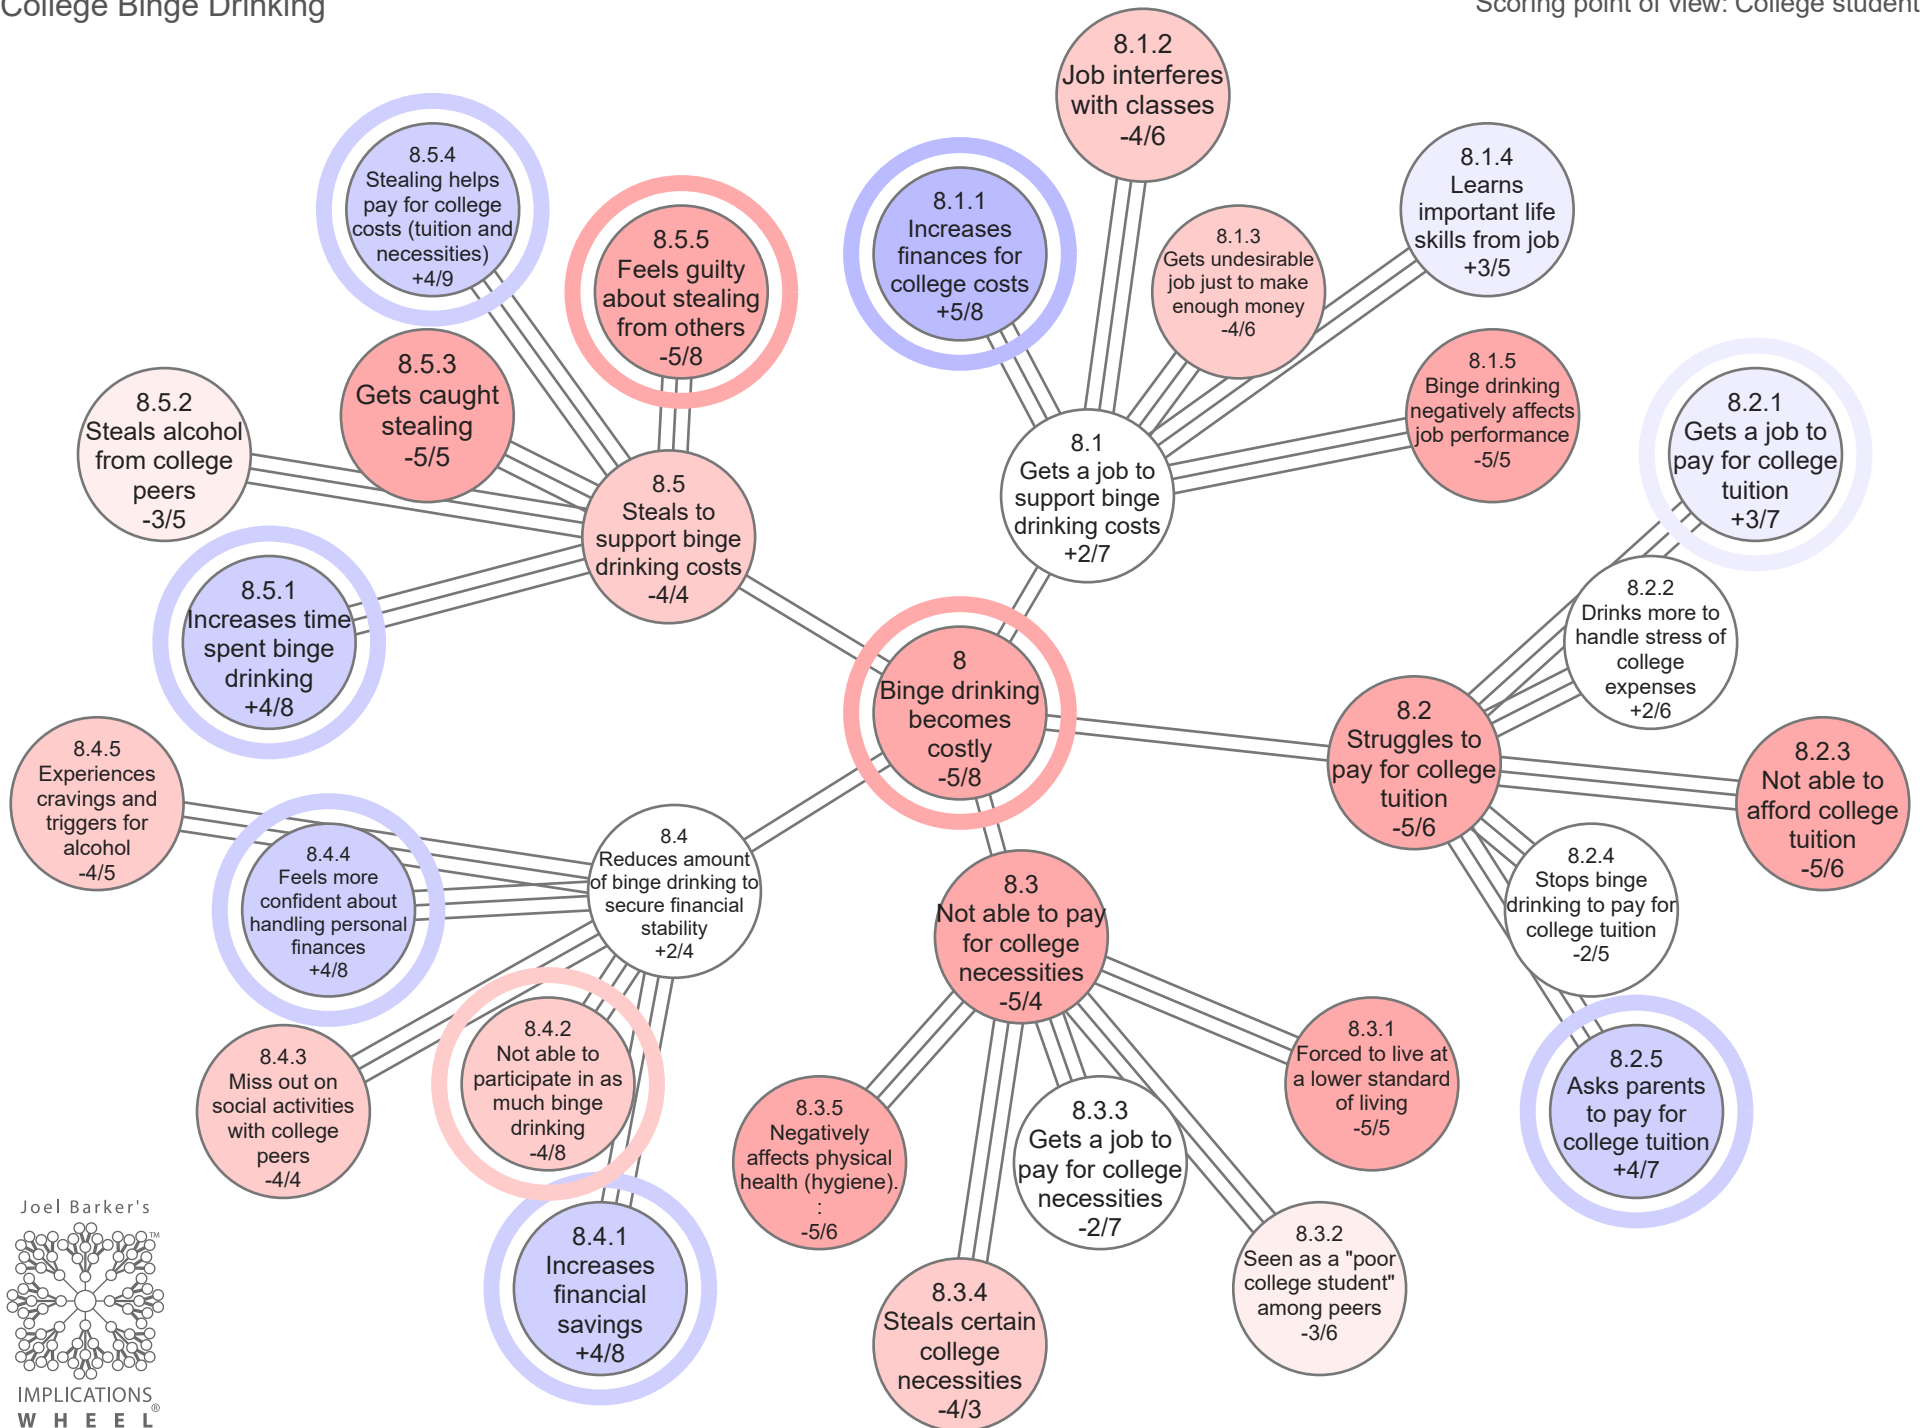 College Binge Drinking
Scoring point of view: College student
8.1.2
Job interferes
with classes
-4/6
8.5.4
Stealing helps
pay for college
costs (tuition and
necessities)
+4/9
8.1.4
Learns
important life
skills from job
+3/5
8.1.1
Increases
finances for
college costs
+5/8
8.5.5
Feels guilty
about stealing
from others
-5/8
8.1.3
Gets undesirable
job just to make
enough money
-4/6
8.5.3
Gets caught
stealing
-5/5
8.1.5
Binge drinking
negatively affects
job performance
-5/5
8.5.2
Steals alcohol
from college
peers
-3/5
8.2.1
Gets a job to
pay for college
tuition
+3/7
8.1
Gets a job to
support binge
drinking costs
+2/7
8.5
Steals to
support binge
drinking costs
-4/4
8.5.1
Increases time
spent binge
drinking
+4/8
8.2.2
Drinks more to
handle stress of
college
expenses
+2/6
8
Binge drinking
becomes
costly
-5/8
8.2
Struggles to
pay for college
tuition
-5/6
8.4.5
Experiences
cravings and
triggers for
alcohol
-4/5
8.2.3
Not able to
afford college
tuition
-5/6
8.4
Reduces amount
of binge drinking to
secure financial
stability
+2/4
8.4.4
Feels more
confident about
handling personal
finances
+4/8
8.2.4
Stops binge
drinking to pay for
college tuition
-2/5
8.3
Not able to pay
for college
necessities
-5/4
8.4.2
Not able to
participate in as
much binge
drinking
-4/8
8.3.1
Forced to live at
a lower standard
of living
-5/5
8.4.3
Miss out on
social activities
with college
peers
-4/4
8.2.5
Asks parents
to pay for
college tuition
+4/7
8.3.5
Negatively
affects physical
health (hygiene).
:
-5/6
8.3.3
Gets a job to
pay for college
necessities
-2/7
8.4.1
Increases
financial
savings
+4/8
8.3.2
Seen as a "poor
college student"
among peers
-3/6
8.3.4
Steals certain
college
necessities
-4/3
Joel Barker's
™
IMPLICATIONS
WHEEL®